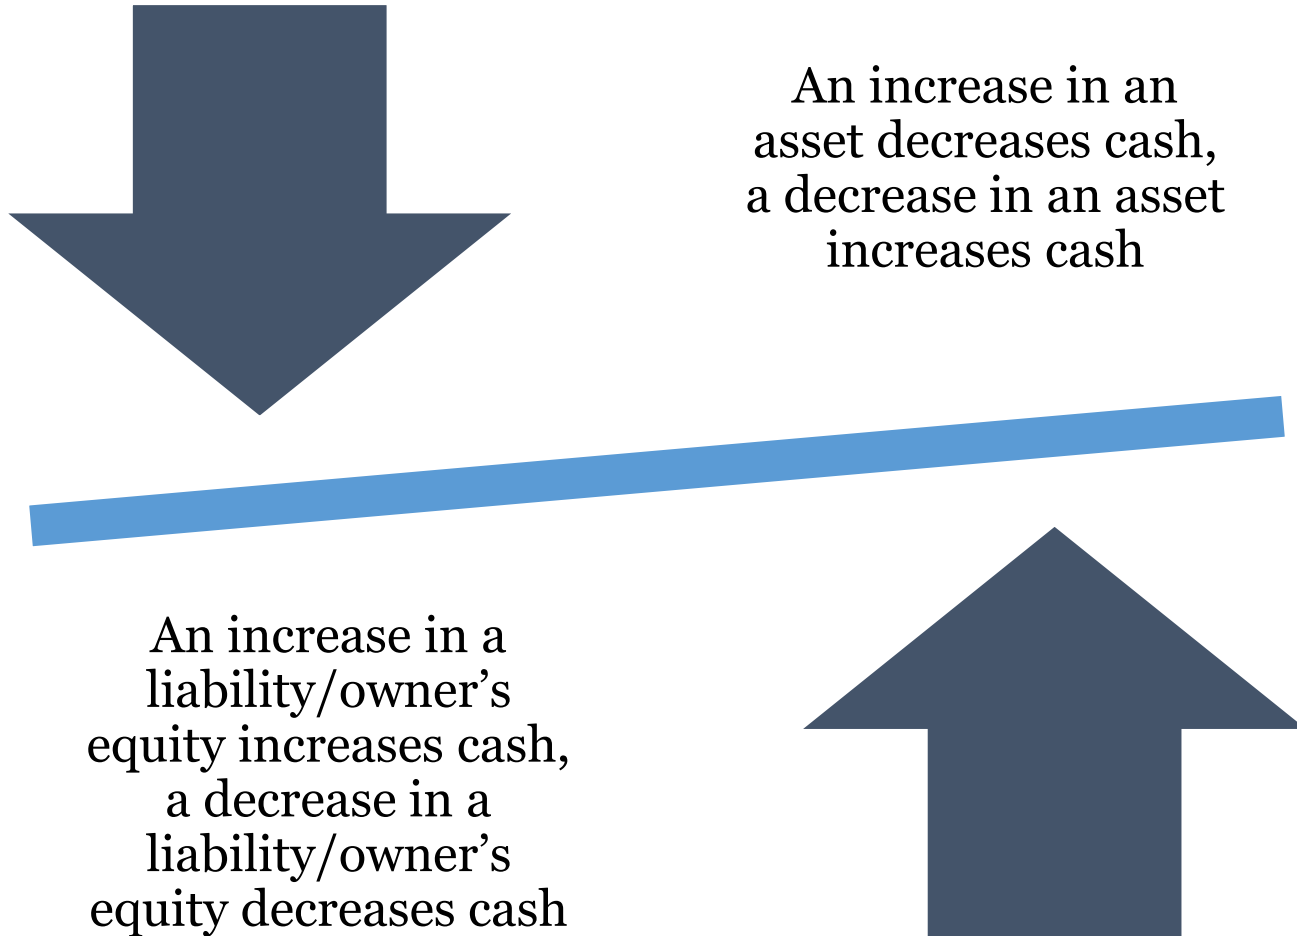 An increase in an
asset decreases cash,
a decrease in an asset
increases cash
An increase in a
liability/owner’s
equity increases cash,
a decrease in a
liability/owner’s
equity decreases cash